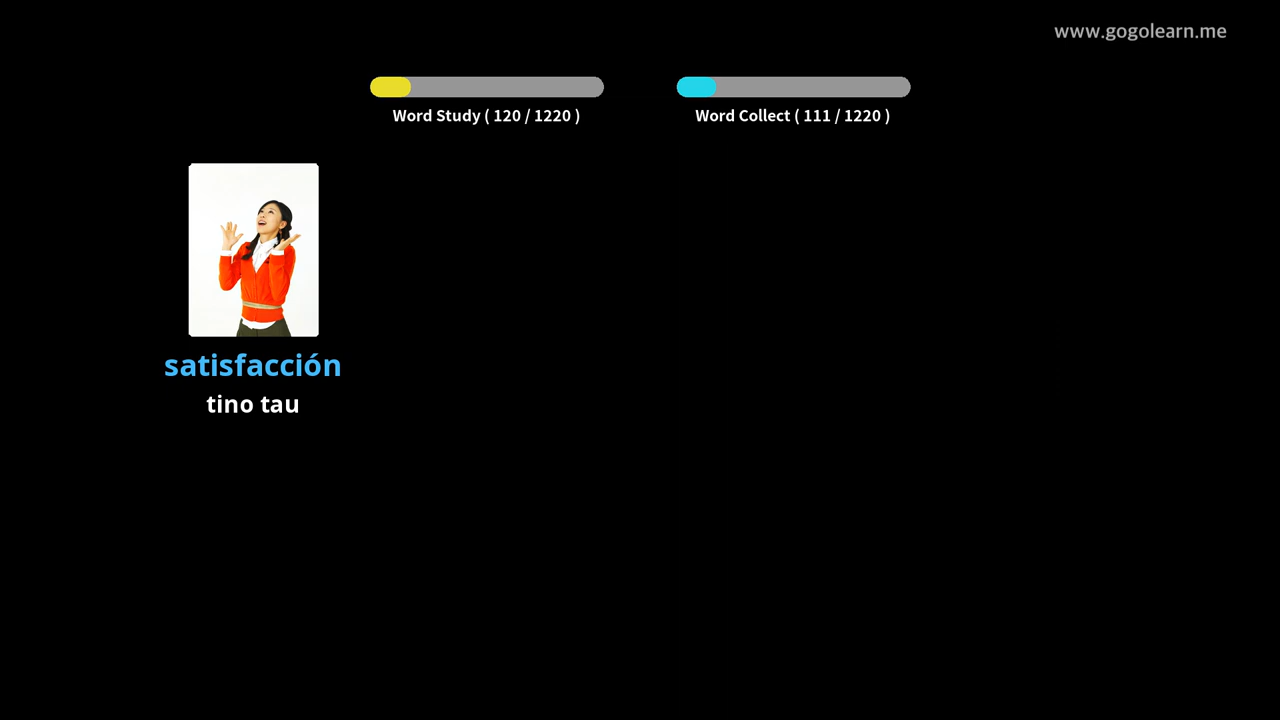 www.gogolearn.me
Word Study ( 120 / 1220 )
Word Collect ( 111 / 1220 )
satisfacción
tino tau